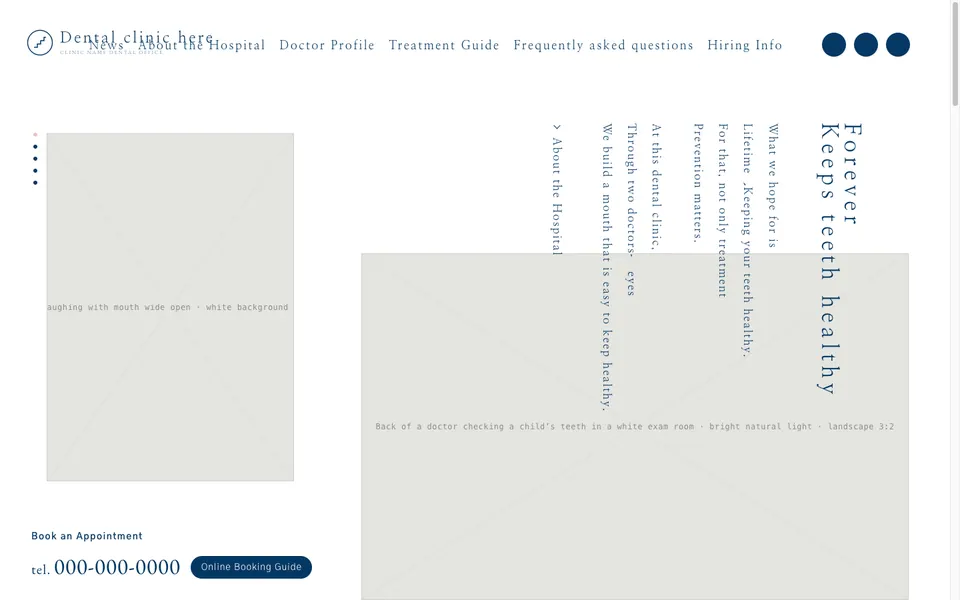 Dental clinic here
CLINIC NAME DENTAL OFFICE
News
About the Hospital
Doctor Profile
Treatment Guide
Frequently asked questions
Hiring Info
Forever
Keeps teeth healthy
What we hope for is
Lifetime ,Keeping your teeth healthy.
For that, not only treatment
Prevention matters.
At this dental clinic,
Through two doctors' eyes
We build a mouth that is easy to keep healthy.
> About the Hospital
aughing with mouth wide open · white background
Back of a doctor checking a child's teeth in a white exam room · bright natural light · landscape 3:2
Book an Appointment
tel. 000-000-0000
Online Booking Guide